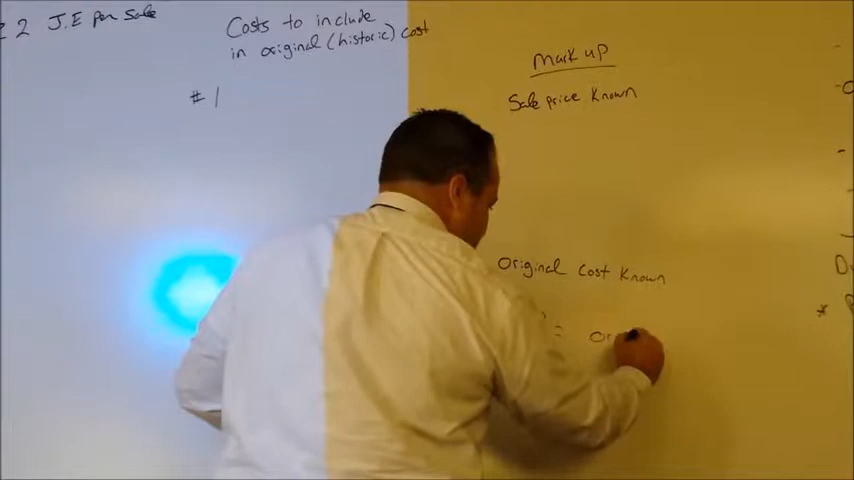 2 J.E per Sale
Costs to include
in original (historic) cost
# 1
Mark up
Sale price Known
Original Cost Known
= or
*